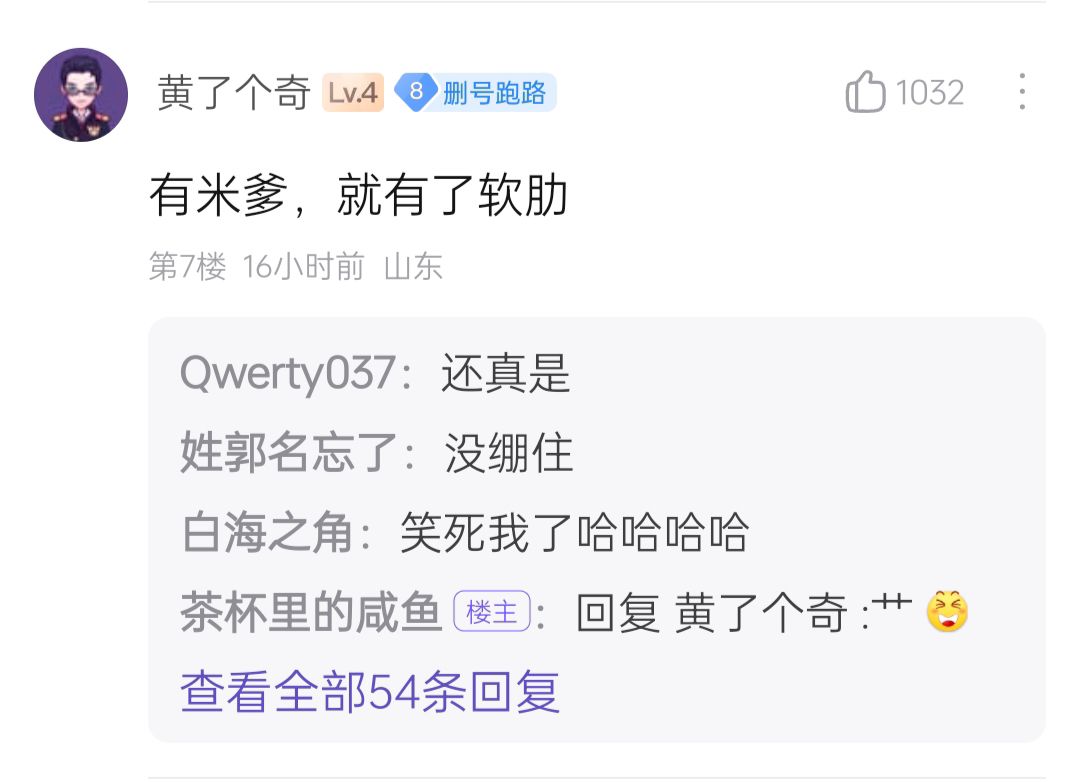 黄了个奇 Lv.4 8 删号跑路 1032
有米爹，就有了软肋
第7楼 16小时前 山东
Qwerty037：还真是
姓郭名忘了：没绷住
白海之角：笑死我了哈哈哈哈
茶杯里的咸鱼 楼主：回复 黄了个奇 :艹
查看全部54条回复